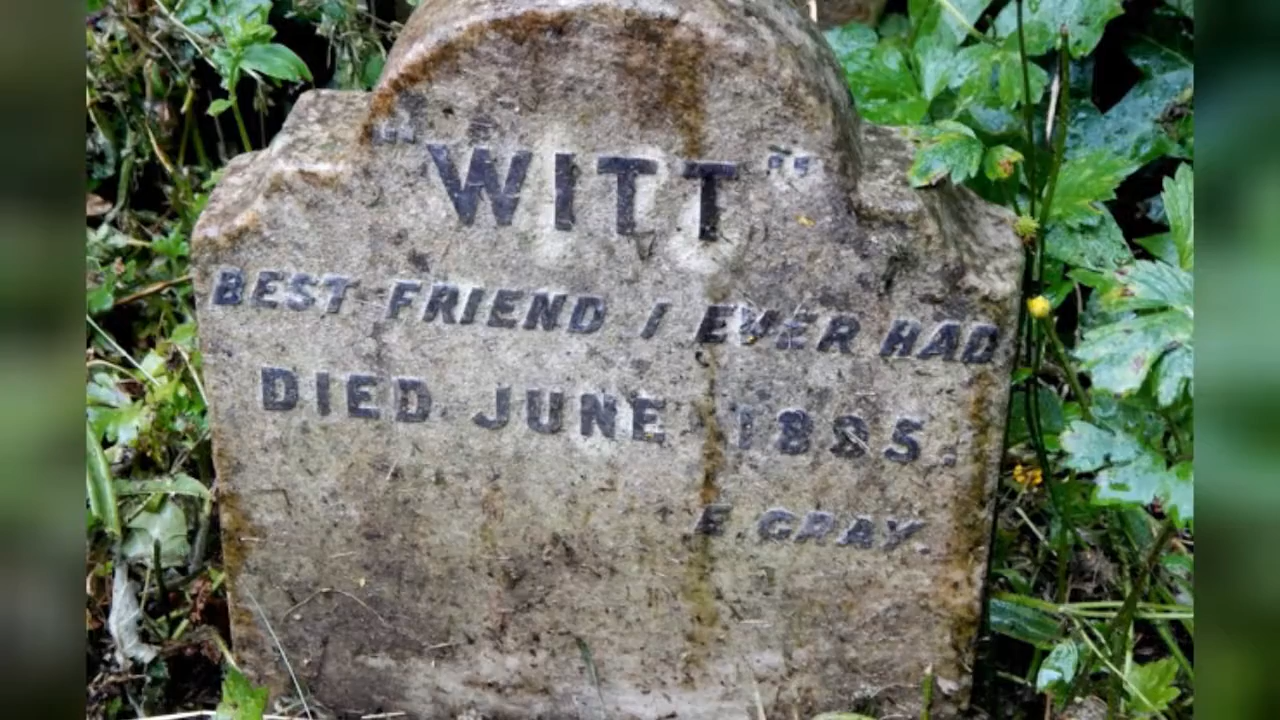 "WITT"
BEST FRIEND I EVER HAD
DIED JUNE 1885.
E. GRAY.